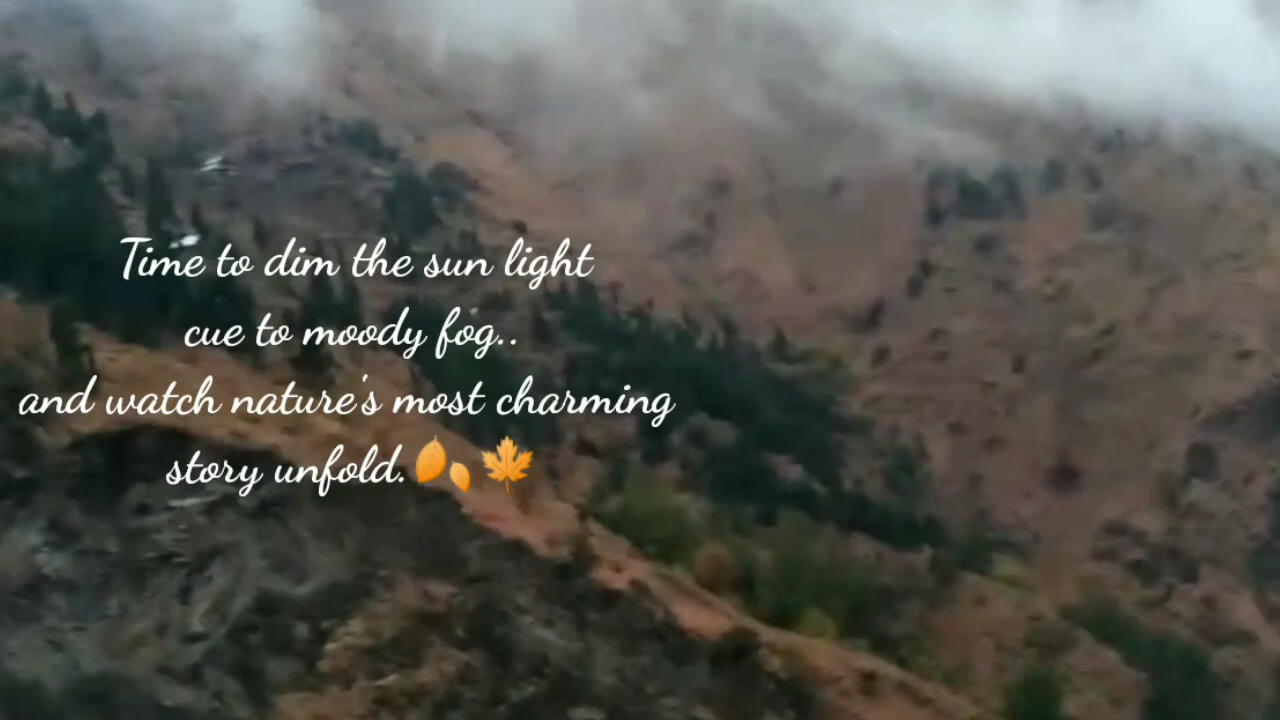 Time to dim the sun light
cue to moody fog..
and watch nature's most charming
story unfold.🍂🍁